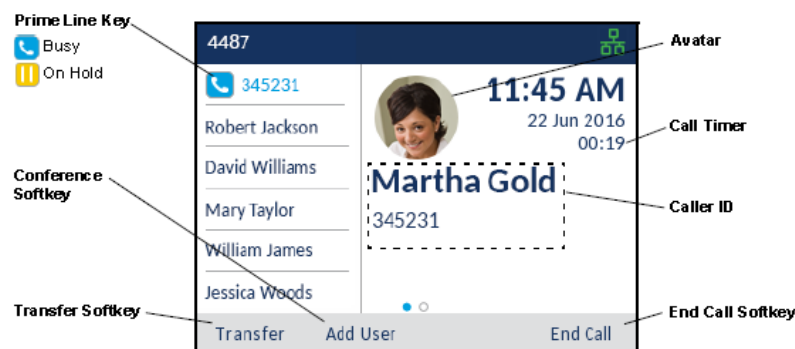 Prime Line Key
Busy
On Hold
Conference
Softkey
Transfer Softkey
4487
345231
Robert Jackson
David Williams
Mary Taylor
William James
Jessica Woods
11:45 AM
22 Jun 2016
00:19
Martha Gold
345231
Transfer
Add User
End Call
Avatar
Call Timer
Caller ID
End Call Softkey